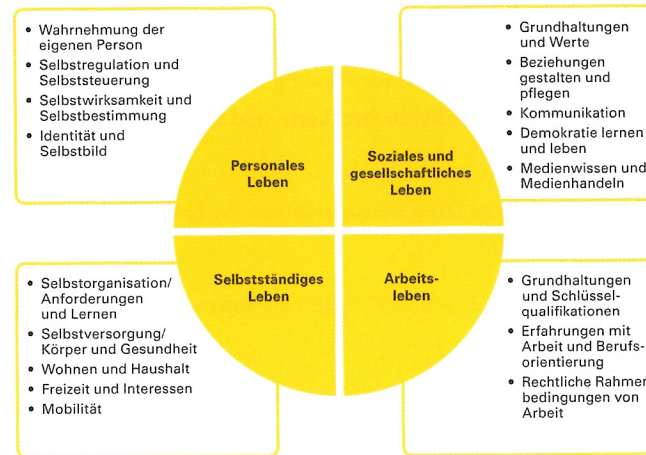 • Wahrnehmung der
eigenen Person
• Selbstregulation und
Selbststeuerung
• Selbstwirksamkeit und
Selbstbestimmung
• Identität und
Selbstbild
• Grundhaltungen
und Werte
• Beziehungen
gestalten und
pflegen
• Kommunikation
• Demokratie lernen
und leben
• Medienwissen und
Medienhandeln
Personales
Leben
Soziales und
gesellschaftliches
Leben
Selbstständiges
Leben
Arbeits-
leben
• Selbstorganisation/
Anforderungen
und Lernen
• Selbstversorgung/
Körper und Gesundheit
• Wohnen und Haushalt
• Freizeit und Interessen
• Mobilität
• Grundhaltungen
und Schlüssel-
qualifikationen
• Erfahrungen mit
Arbeit und Berufs-
orientierung
• Rechtliche Rahmen
bedingungen von
Arbeit